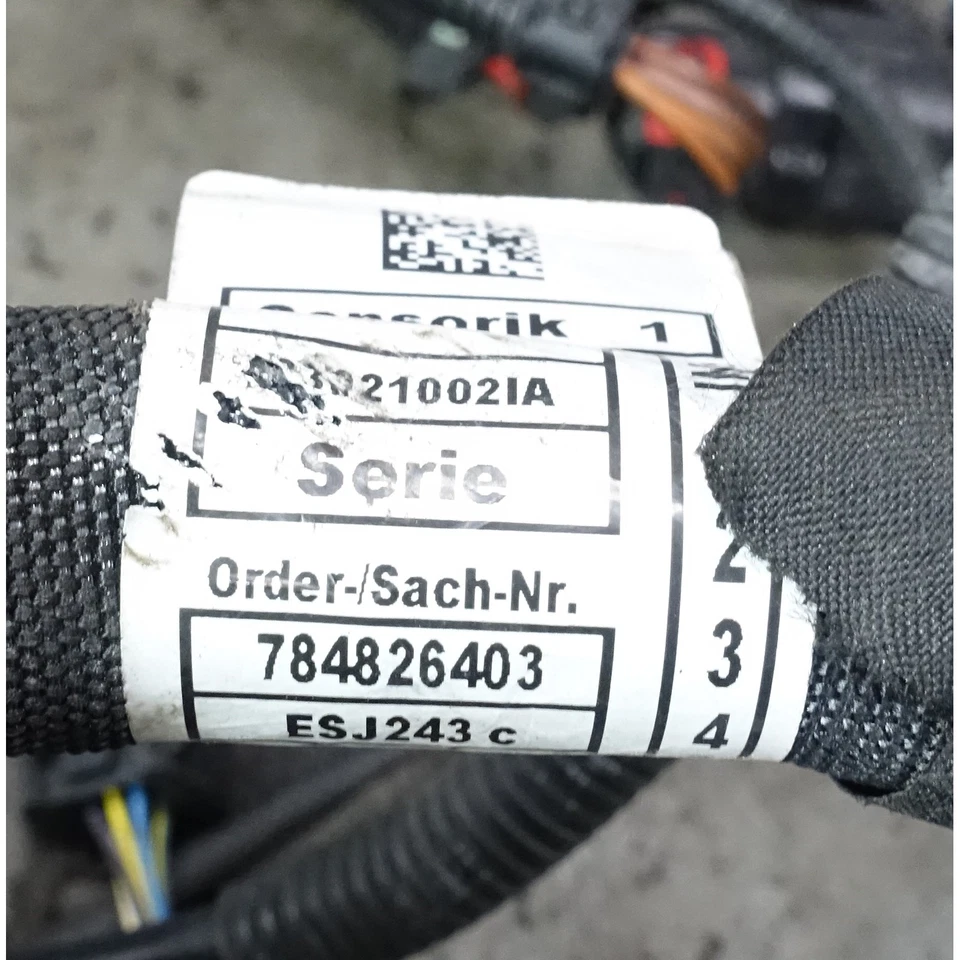 Sensorik 1
21002IA
Serie
2
Order-/Sach-Nr.
784826403
3
ESJ243 c
4